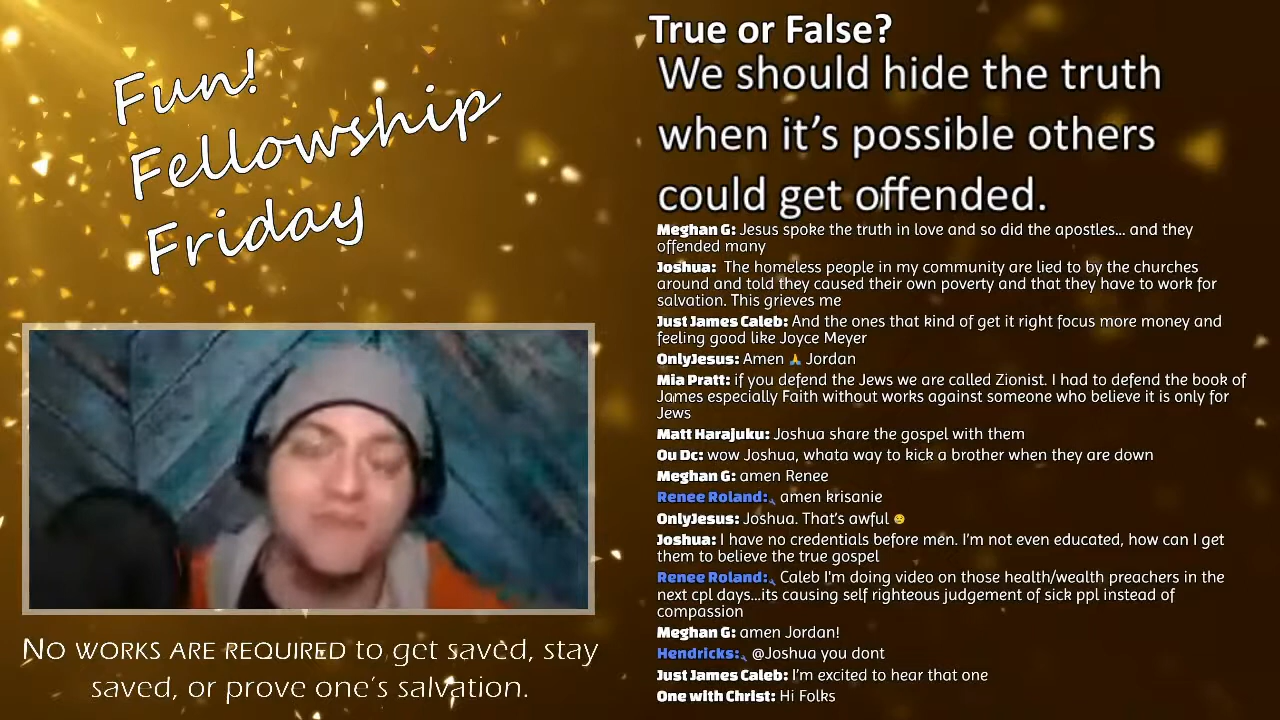 Fun!
Fellowship
Friday
NO WORKS ARE REQUIRED to get saved, stay
saved, or prove one's salvation.
True or False?
We should hide the truth
when it's possible others
could get offended.
Meghan G: Jesus spoke the truth in love and so did the apostles... and they
offended many
Joshua: The homeless people in my community are lied to by the churches
around and told they caused their own poverty and that they have to work for
salvation. This grieves me
Just James Caleb: And the ones that kind of get it right focus more money and
feeling good like Joyce Meyer
OnlyJesus: Amen 🙏 Jordan
Mia Pratt: if you defend the Jews we are called Zionist. I had to defend the book of
James especially Faith without works against someone who believe it is only for
Jews
Matt Harajuku: Joshua share the gospel with them
Ou Dc: wow Joshua, whata way to kick a brother when they are down
Meghan G: amen Renee
Renee Roland: amen krisanie
OnlyJesus: Joshua. That's awful 😢
Joshua: I have no credentials before men. I'm not even educated, how can I get
them to believe the true gospel
Renee Roland: Caleb I'm doing video on those health/wealth preachers in the
next cpl days...its causing self righteous judgement of sick ppl instead of
compassion
Meghan G: amen Jordan!
Hendricks: @Joshua you dont
Just James Caleb: I'm excited to hear that one
One with Christ: Hi Folks